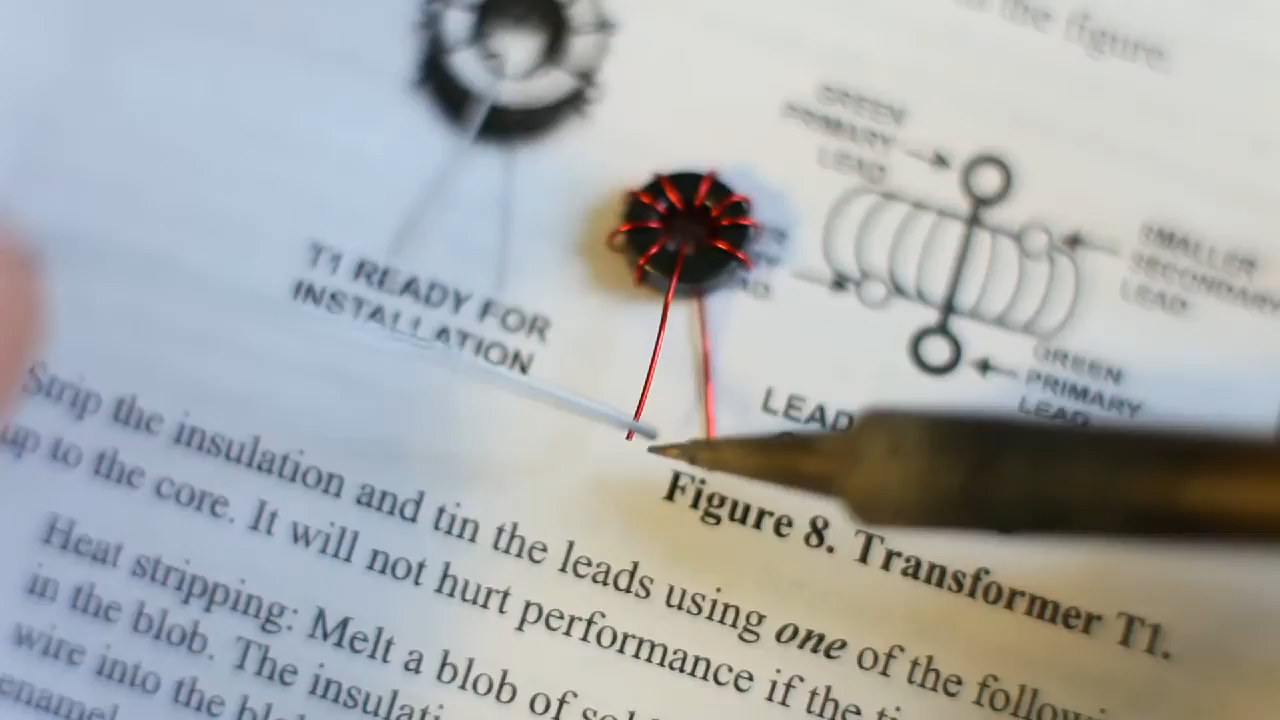 the figure.
GREEN
PRIMARY
LEAD
SMALLER
SECONDARY
LEAD
T1 READY FOR
INSTALLATION
GREEN
PRIMARY
LEAD
LEAD
Figure 8. Transformer T1.
Strip the insulation and tin the leads using one of the
up to the core. It will not hurt performance if the
Heat stripping: Melt a blob of
in the blob. The
wire into the
enamel